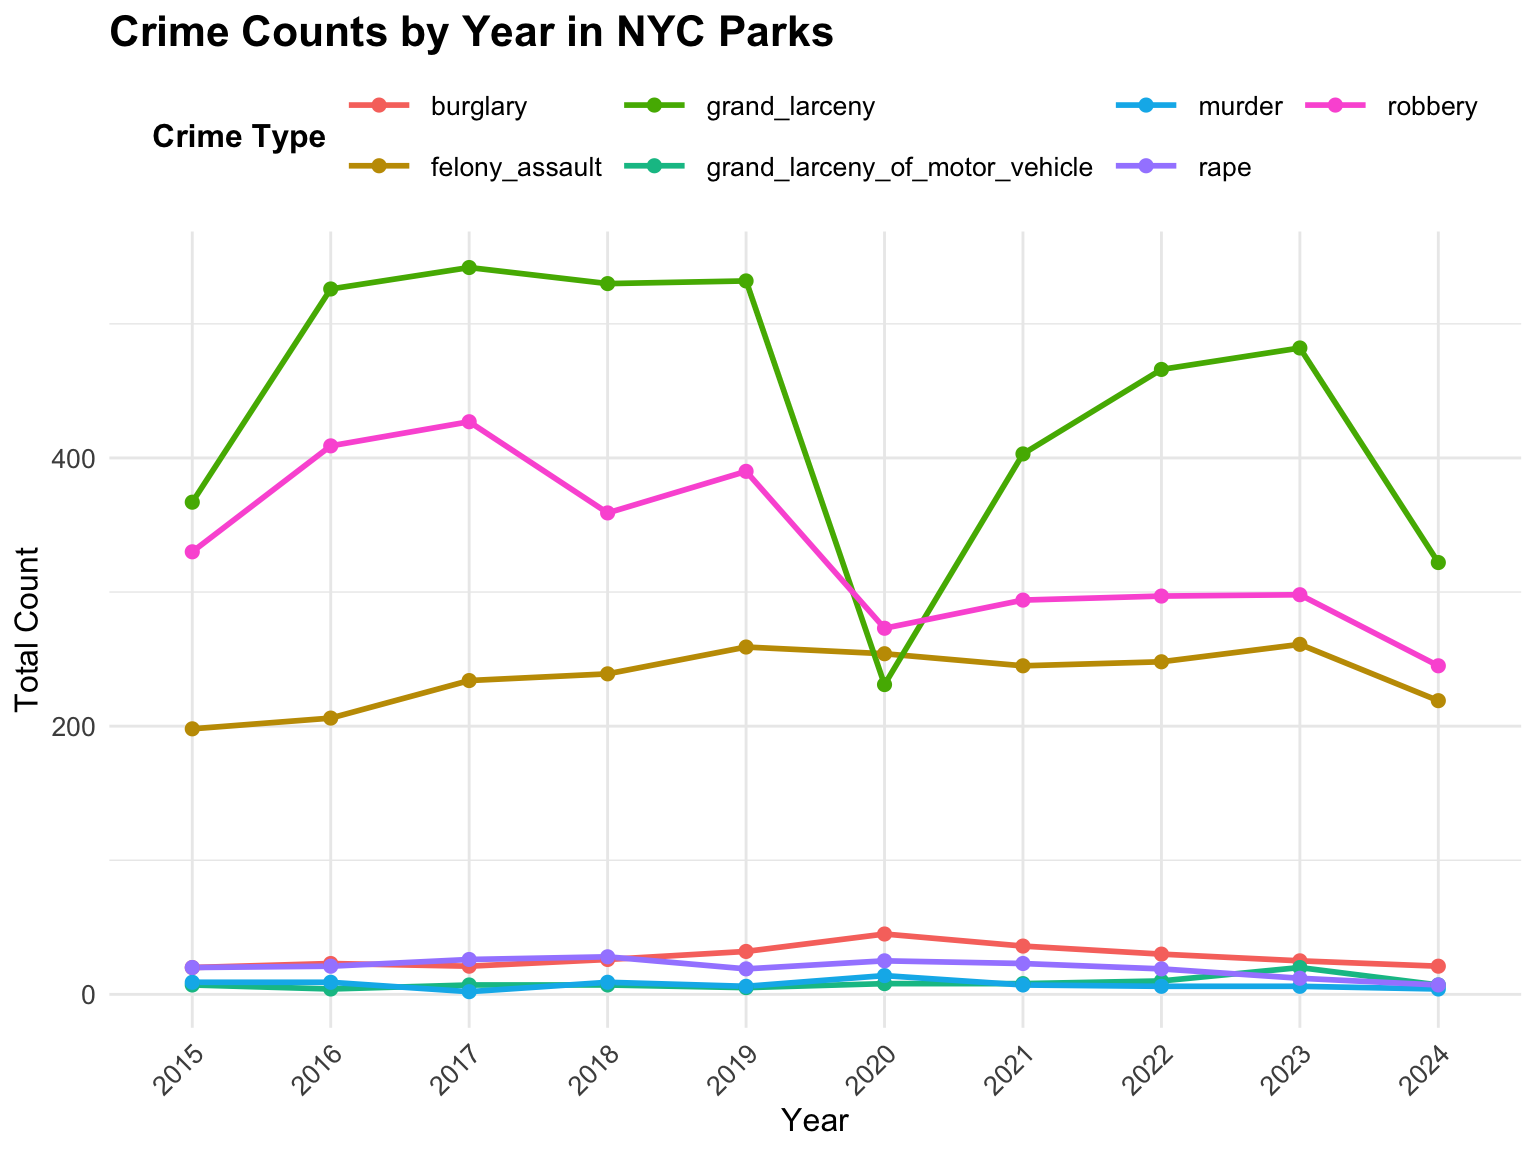 Crime Counts by Year in NYC Parks
Crime Type
burglary
grand_larceny
murder
robbery
felony_assault
grand_larceny_of_motor_vehicle
rape
Total Count
400
200
0
2015
2016
2017
2018
2019
2020
2021
2022
2023
2024
Year